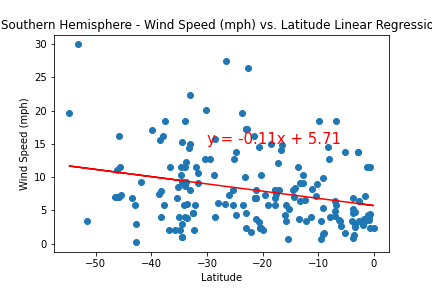 Southern Hemisphere - Wind Speed (mph) vs. Latitude Linear Regressio
30
25
20
15
10
5
0
Wind Speed (mph)
y = -0.11x + 5.71
−50 −40 −30 −20 −10 0
Latitude